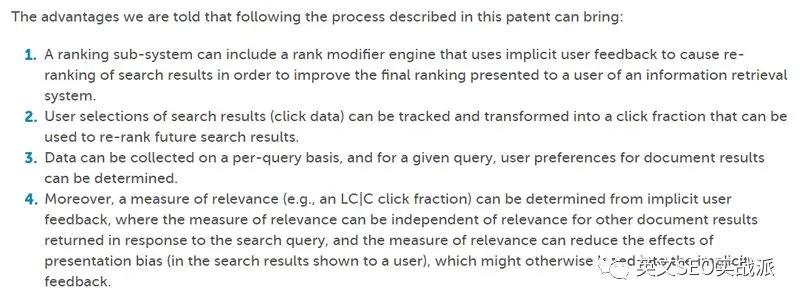 The advantages we are told that following the process described in this patent can bring:
1. A ranking sub-system can include a rank modifier engine that uses implicit user feedback to cause re-
ranking of search results in order to improve the final ranking presented to a user of an information retrieval
system.
2. User selections of search results (click data) can be tracked and transformed into a click fraction that can be
used to re-rank future search results.
3. Data can be collected on a per-query basis, and for a given query, user preferences for document results
can be determined.
4. Moreover, a measure of relevance (e.g., an LC|C click fraction) can be determined from implicit user
feedback, where the measure of relevance can be independent of relevance for other document results
returned in response to the search query, and the measure of relevance can reduce the effects of
presentation bias (in the search results shown to a user), which might otherwise
feedback.
英文SEO实战派